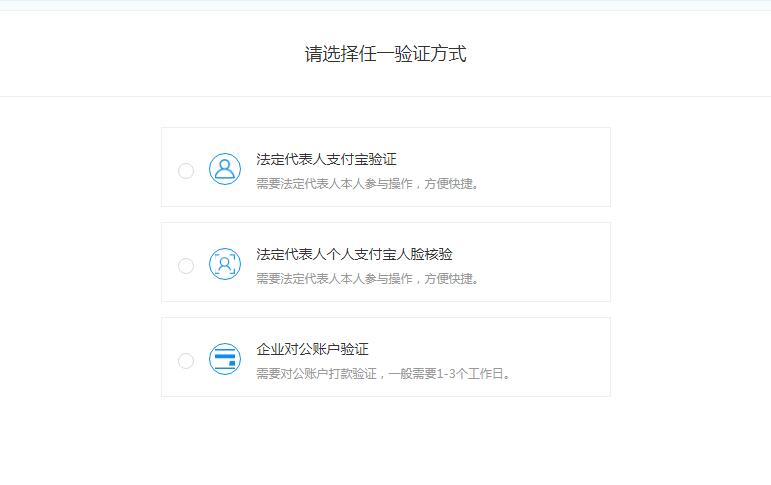 请选择任一验证方式
法定代表人支付宝验证
需要法定代表人本人参与操作，方便快捷。
法定代表人个人支付宝人脸核验
需要法定代表人本人参与操作，方便快捷。
企业对公账户验证
需要对公账户打款验证，一般需要1-3个工作日。